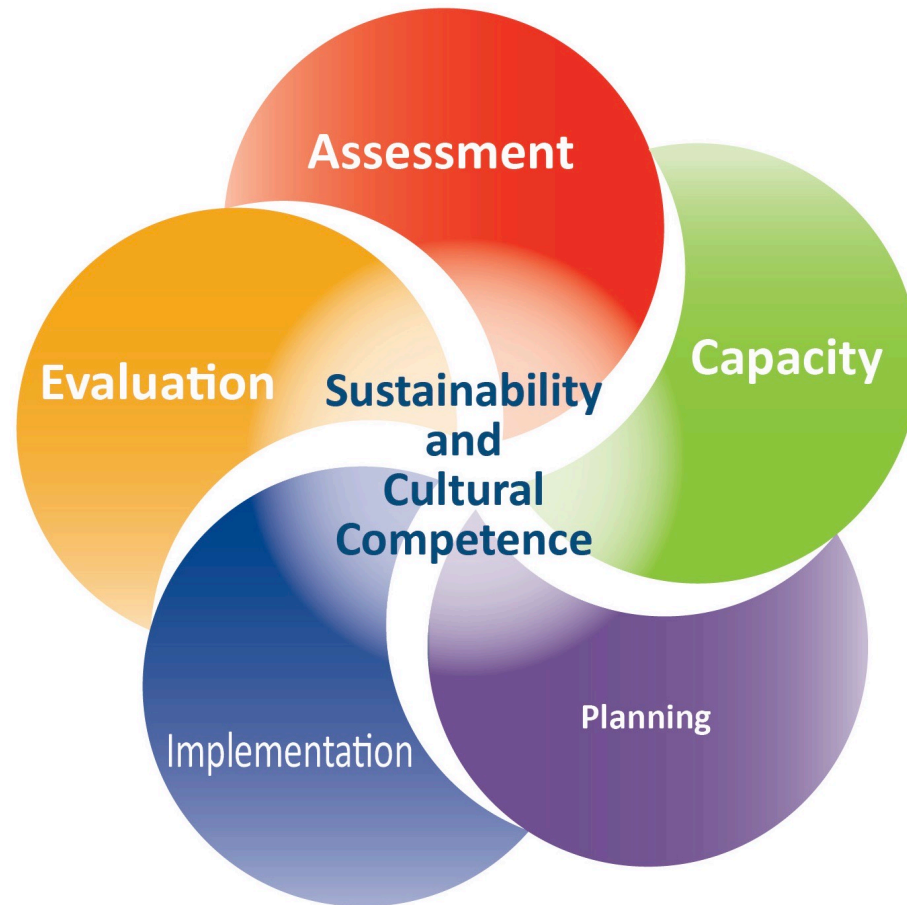 Assessment
Capacity
Evaluation
Sustainability
and
Cultural
Competence
Planning
Implementation